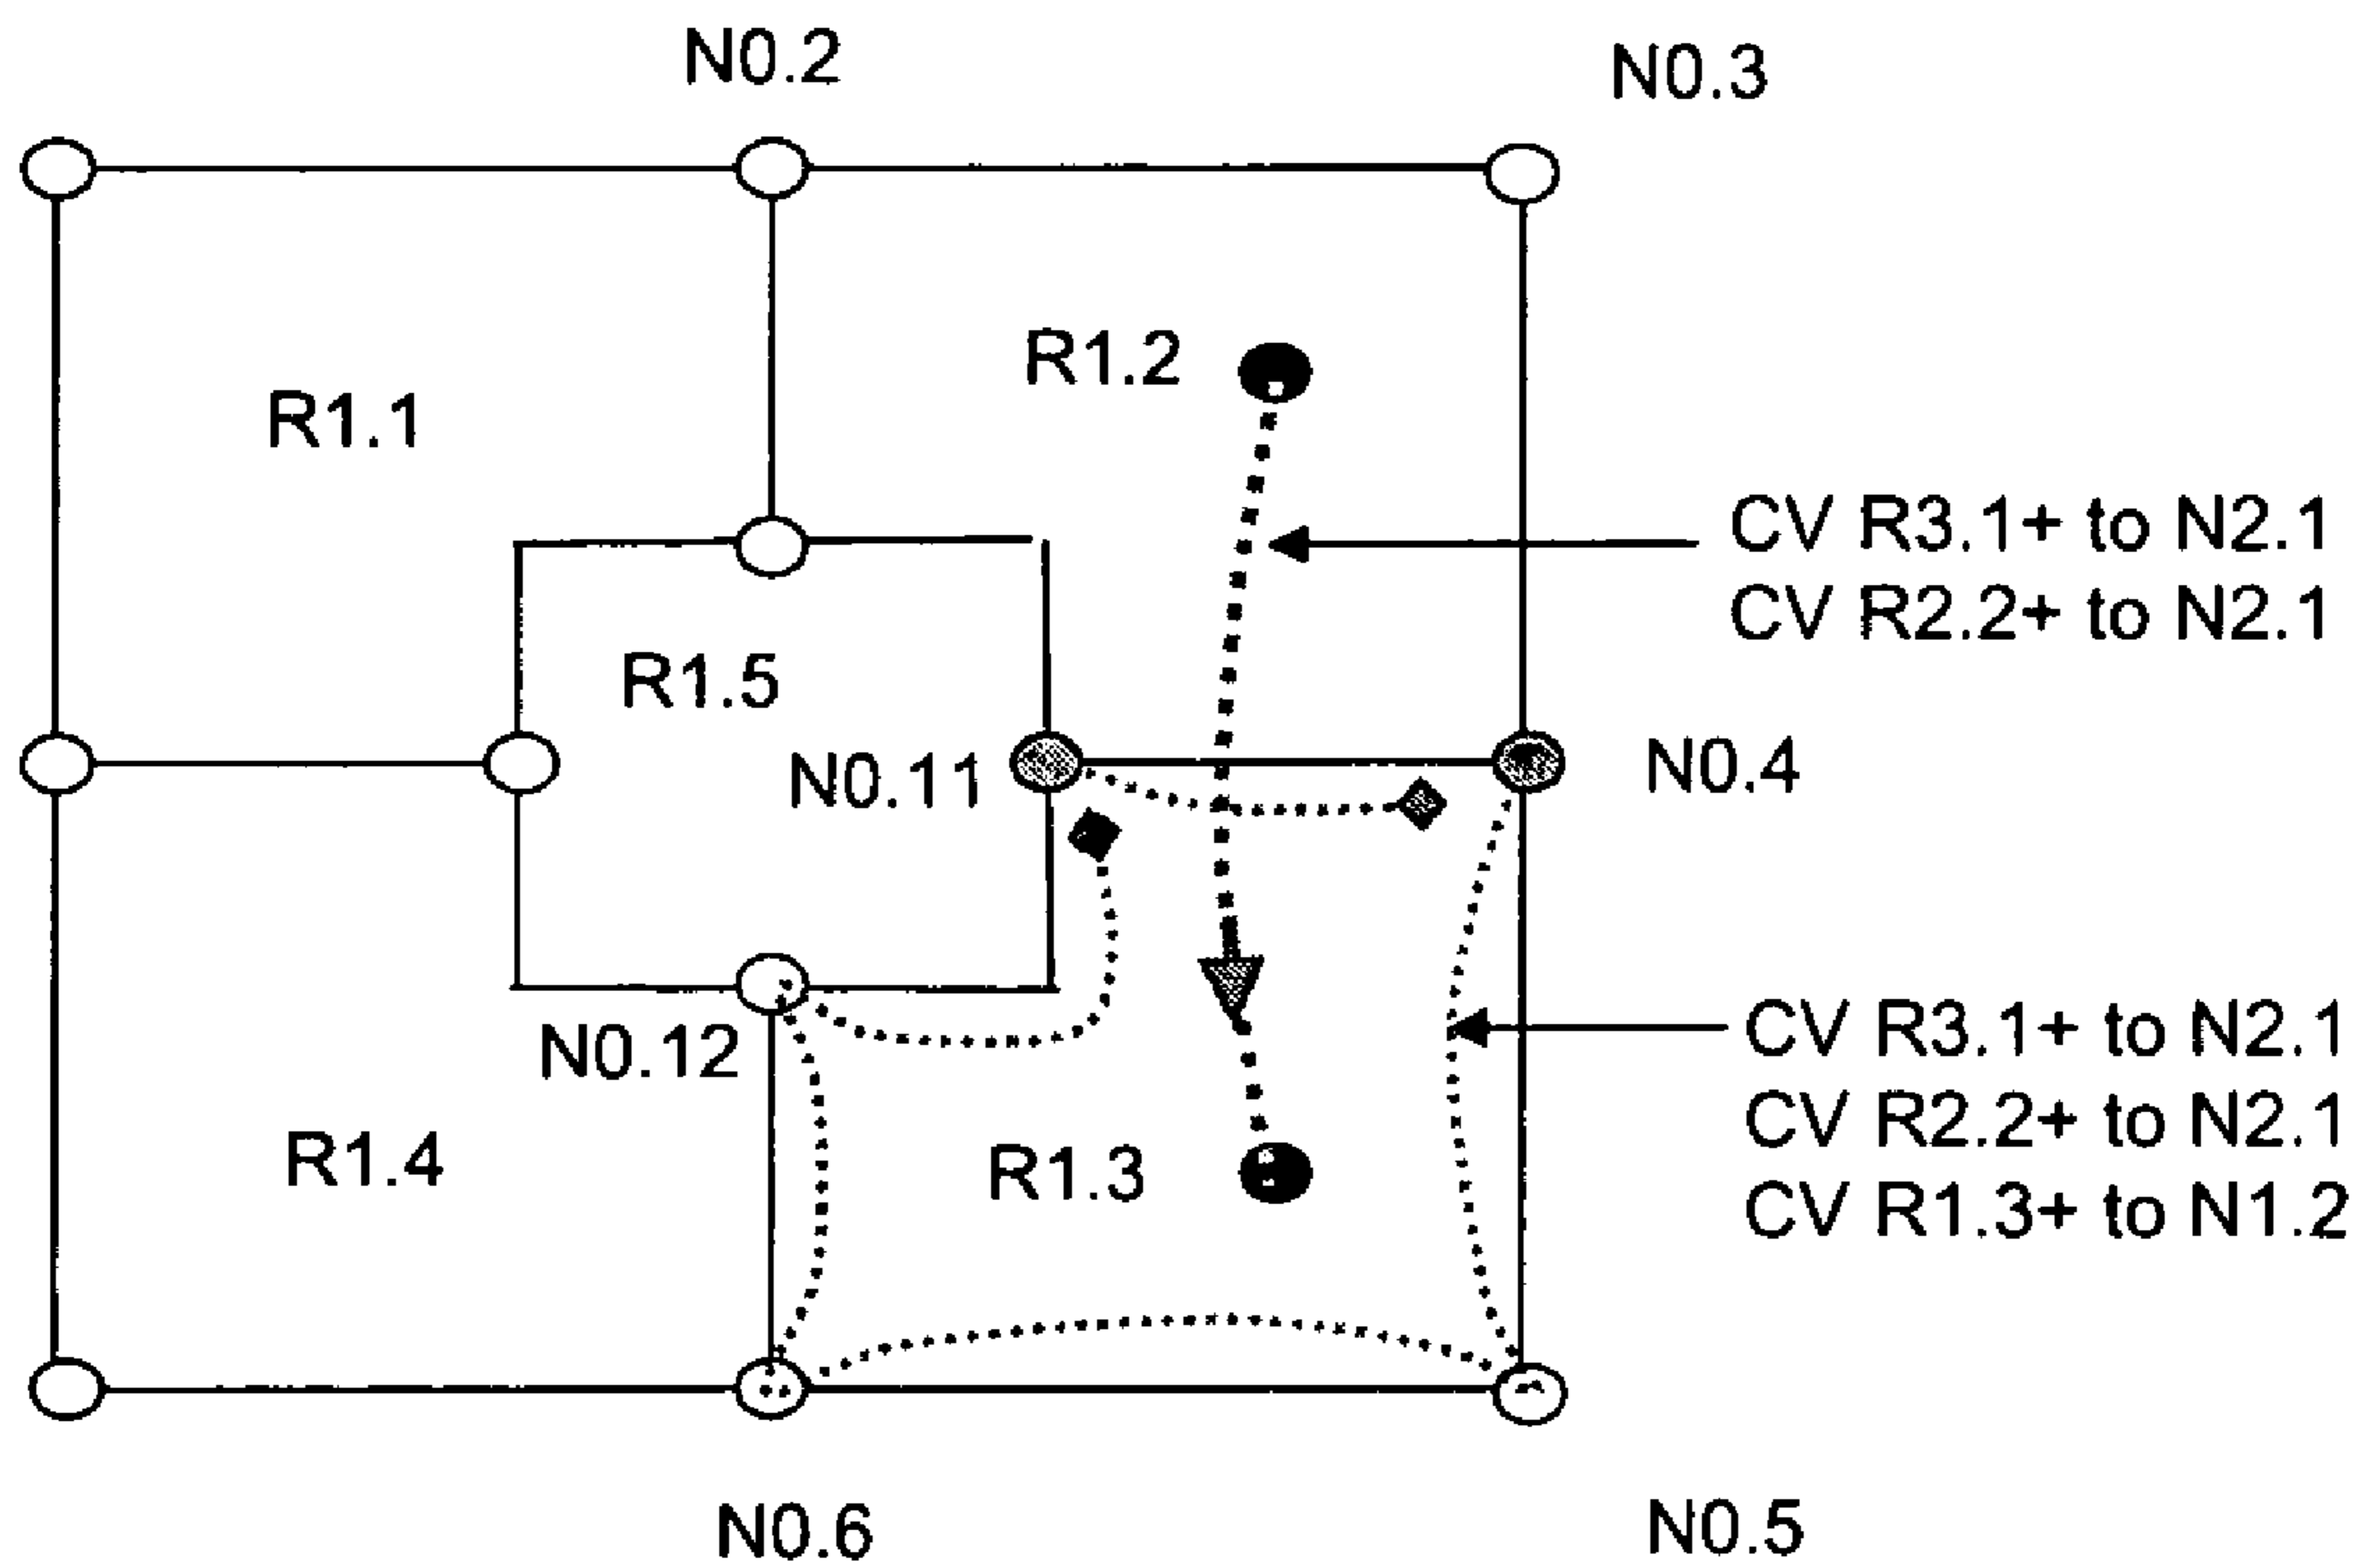 N0.2
N0.3
R1.2
R1.1
CV R3.1+ to N2.1
CV R2.2+ to N2.1
R1.5
N0.11
N0.4
N0.12
CV R3.1+ to N2.1
CV R2.2+ to N2.1
CV R1.3+ to N1.2
R1.4
R1.3
N0.6
N0.5